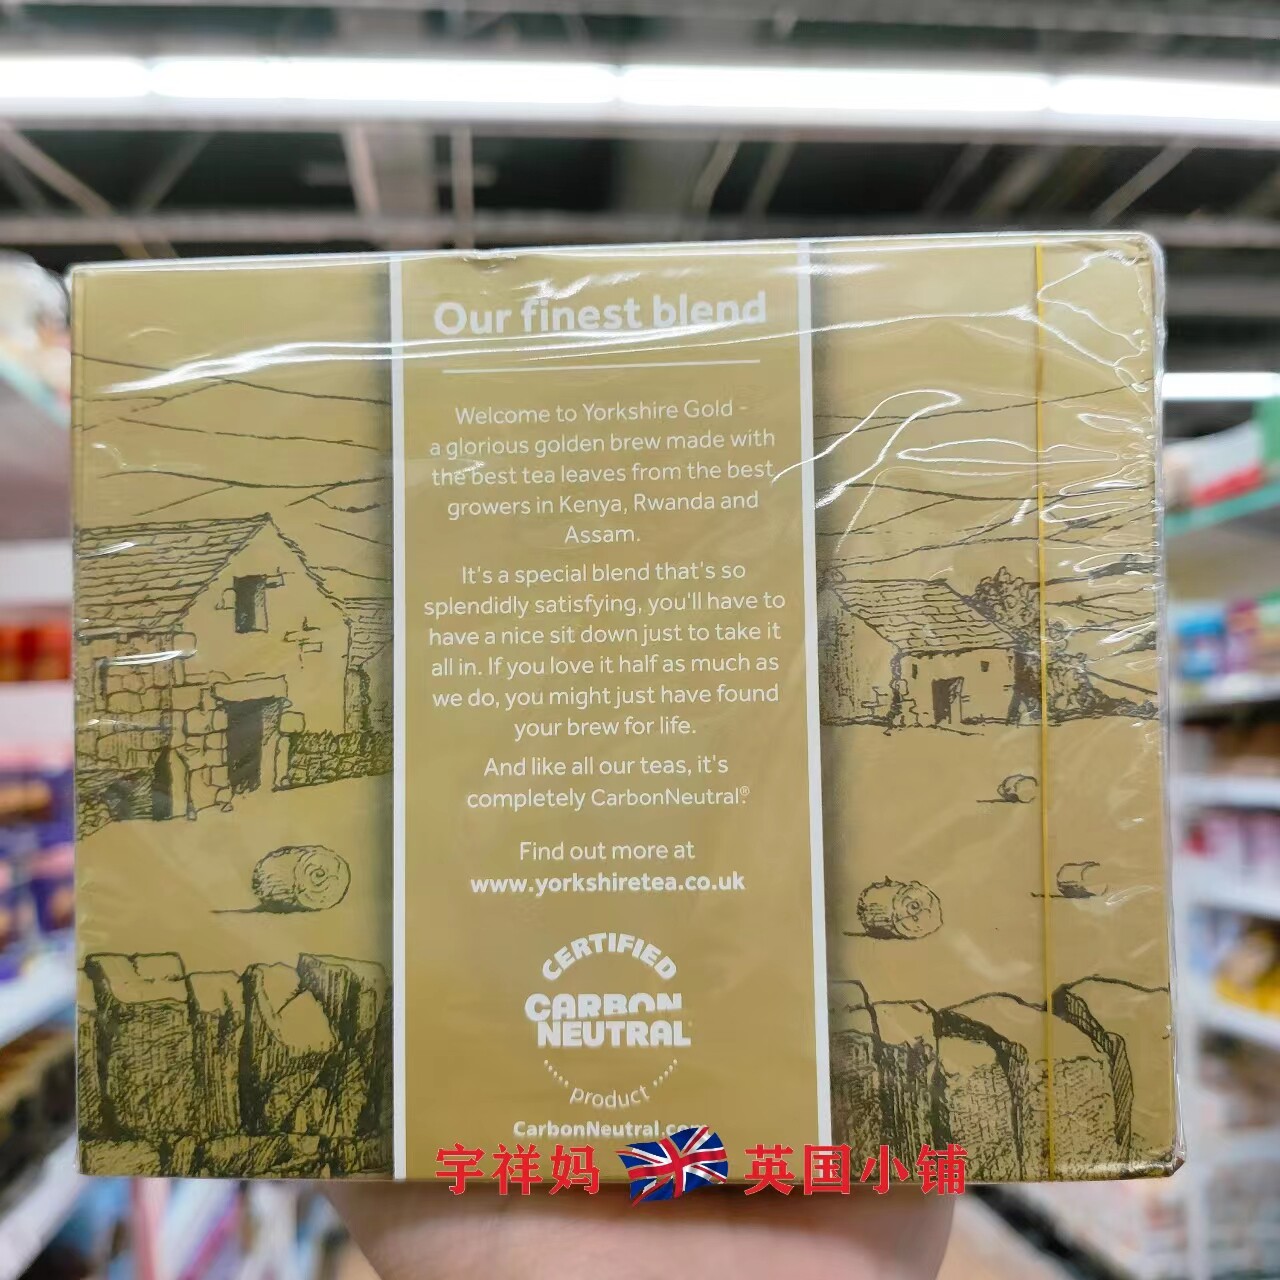 Our finest blend
Welcome to Yorkshire Gold -
a glorious golden brew made with
the best tea leaves from the best
growers in Kenya, Rwanda and
Assam.
It's a special blend that's so
splendidly satisfying, you'll have to
have a nice sit down just to take it
all in. If you love it half as much as
we do, you might just have found
your brew for life.
And like all our teas, it's
completely CarbonNeutral®.
Find out more at
www.yorkshiretea.co.uk
CERTIFIED
CARBON
NEUTRAL
product
CarbonNeutral.com
宇祥妈 英国小铺